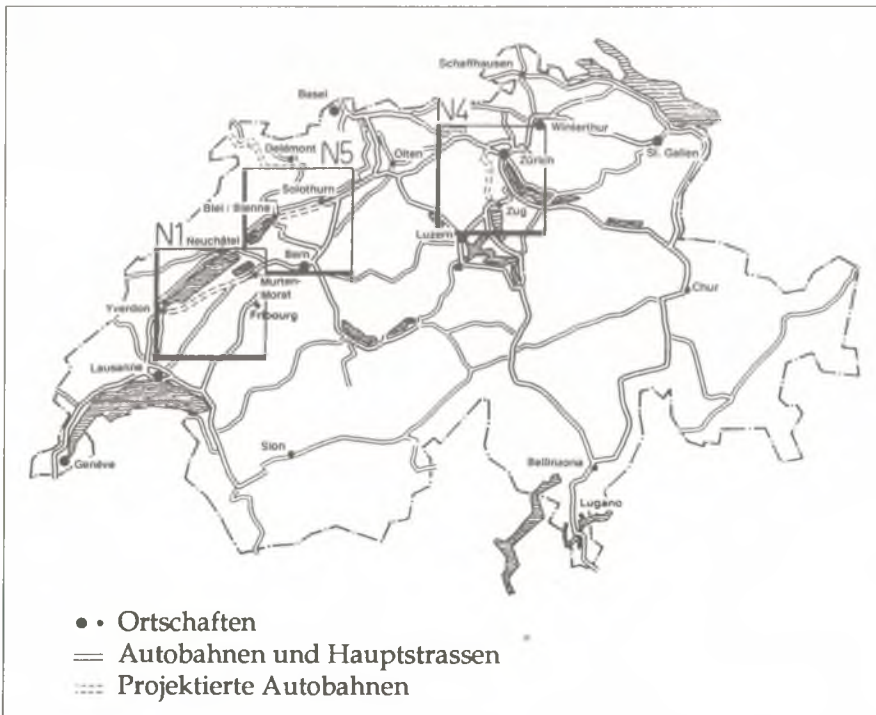 Schaffhausen
Basel
N4
Winterthur
Delémont
N5
Olten
Zürich
St. Gallen
Solothurn
Biel / Bienne
Zug
N1
Neuchâtel
Luzern
Bern
Murten-
Morat
Yverdon
Fribourg
Chur
Lausanne
Sion
Bellinzona
Genève
Lugano
Ortschaften
Autobahnen und Hauptstrassen
Projektierte Autobahnen